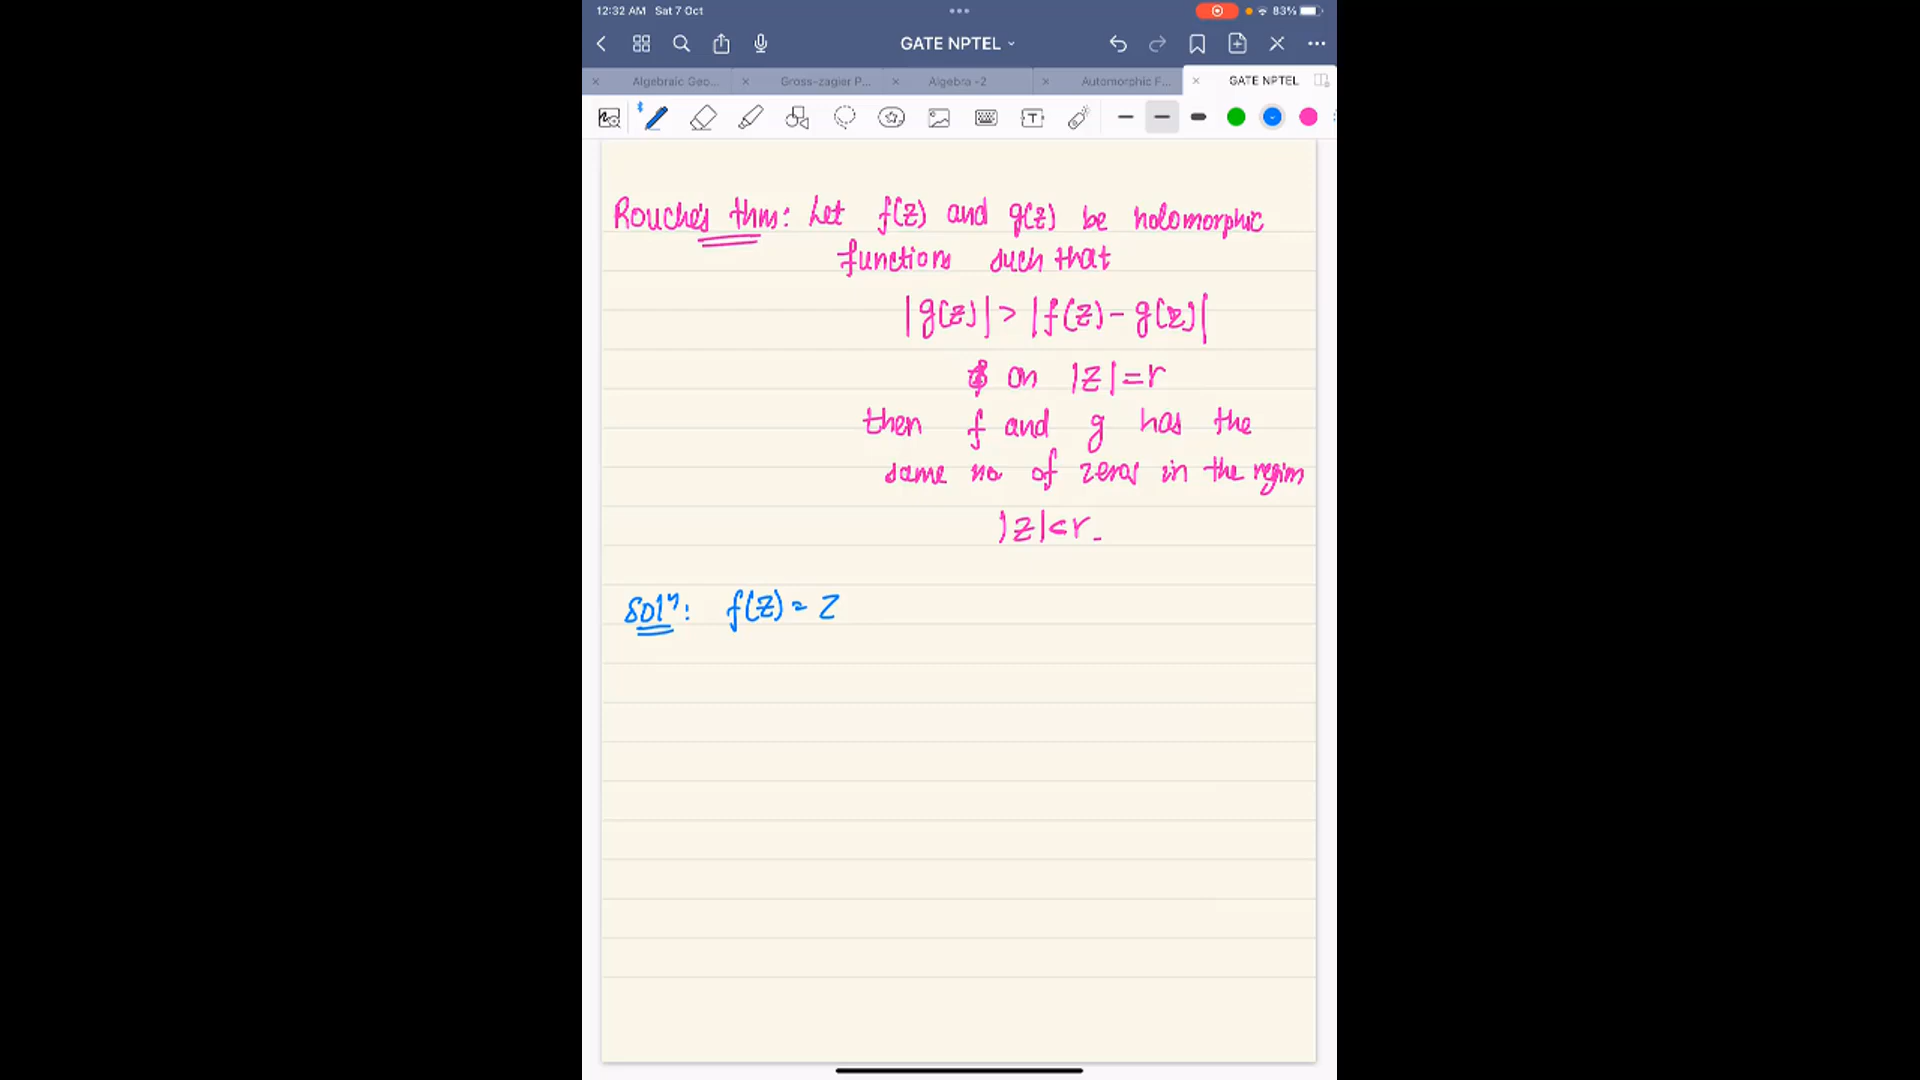 12:32 AM Sat 7 Oct
83%
GATE NPTEL
Algebraic Geo... Gross-zagier P... Algebra -2 Automorphic F... GATE NPTEL
Rouche's thm: Let f(z) and g(z) be holomorphic
functions such that
|g(z)| > |f(z) - g(z)|
on |z| = r
then f and g has the
same no of zeros in the region
|z| < r.
Solⁿ: f(z) = z